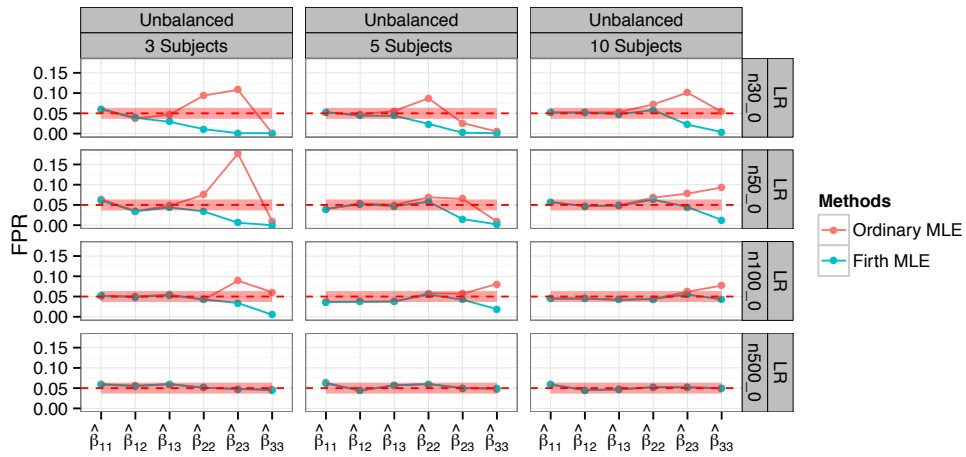 Unbalanced Unbalanced Unbalanced
3 Subjects 5 Subjects 10 Subjects
FPR
0.15
0.10
0.05
0.00
n30_0 LR
0.15
0.10
0.05
0.00
n50_0 LR
0.15
0.10
0.05
0.00
n100_0 LR
0.15
0.10
0.05
0.00
n500_0 LR
β̂₁₁ β̂₁₂ β̂₁₃ β̂₂₂ β̂₂₃ β̂₃₃ β̂₁₁ β̂₁₂ β̂₁₃ β̂₂₂ β̂₂₃ β̂₃₃ β̂₁₁ β̂₁₂ β̂₁₃ β̂₂₂ β̂₂₃ β̂₃₃
Methods
Ordinary MLE
Firth MLE